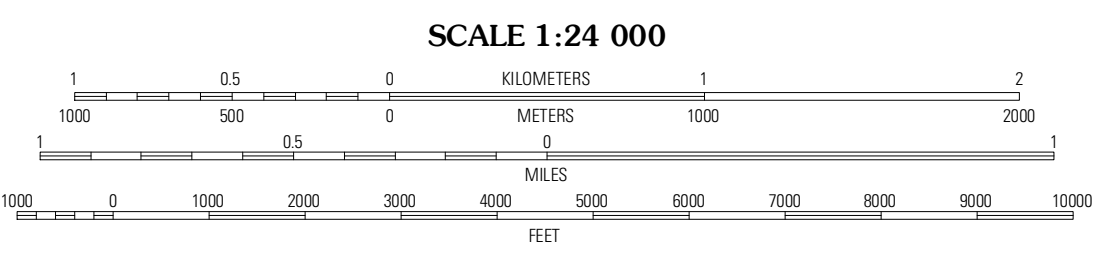 SCALE 1:24 000
1 0.5 0 KILOMETERS 1 2
1000 500 0 METERS 1000 2000
1 0.5 0 1
MILES
1000 0 1000 2000 3000 4000 5000 6000 7000 8000 9000 10000
FEET